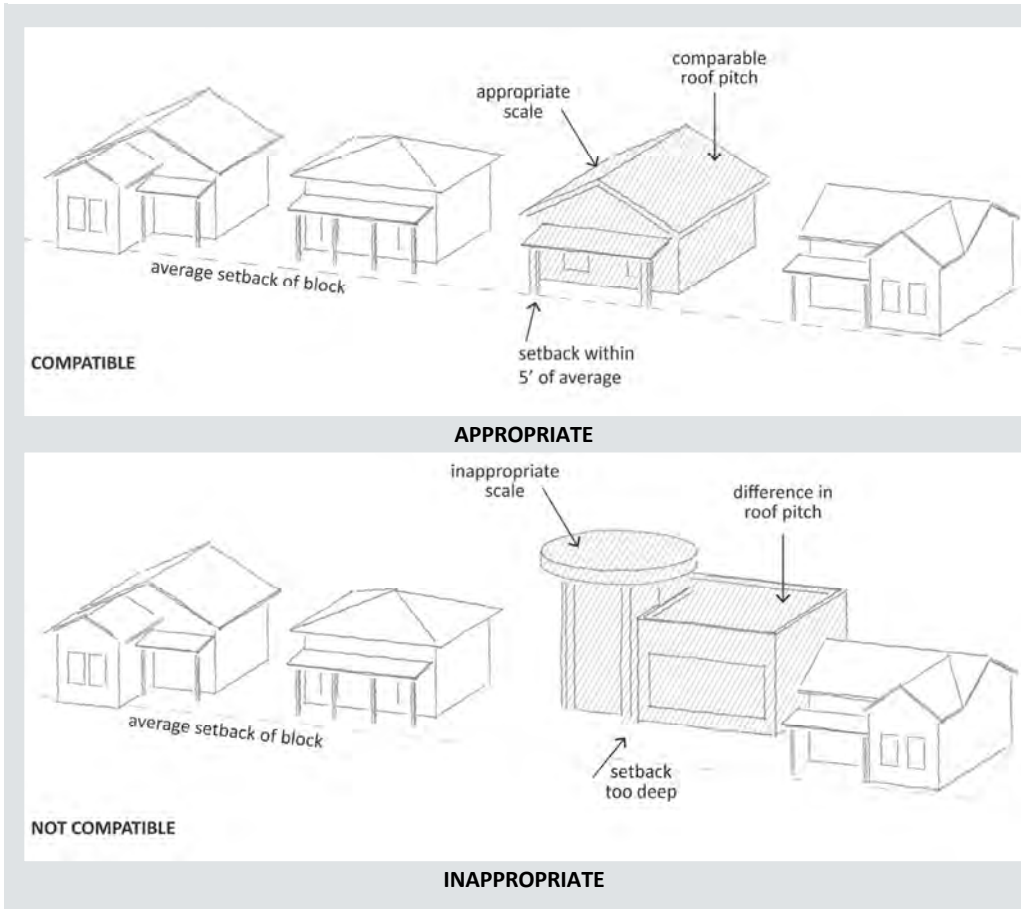 comparable
roof pitch
appropriate
scale
average setback of block
setback within
5' of average
COMPATIBLE
APPROPRIATE
inappropriate
scale
difference in
roof pitch
average setback of block
setback
too deep
NOT COMPATIBLE
INAPPROPRIATE